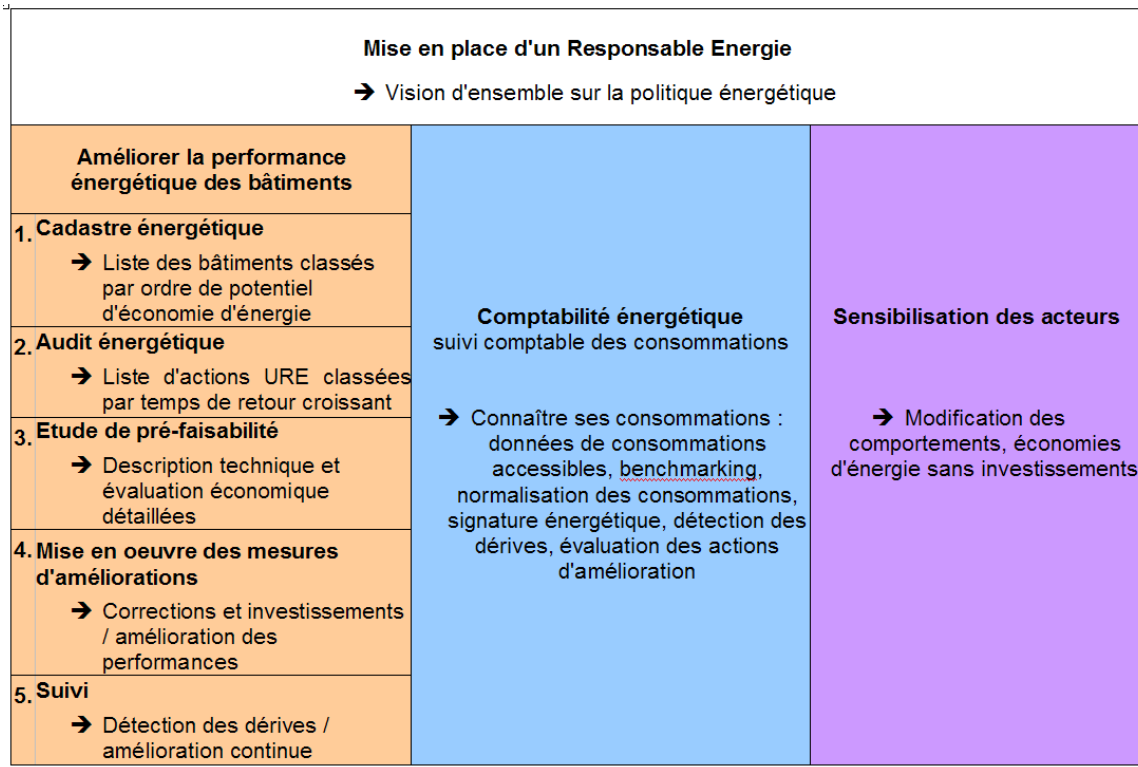 Mise en place d'un Responsable Energie
➔ Vision d'ensemble sur la politique énergétique
Améliorer la performance
énergétique des bâtiments
1. Cadastre énergétique
➔ Liste des bâtiments classés
par ordre de potentiel
d'économie d'énergie
2. Audit énergétique
➔ Liste d'actions URE classées
par temps de retour croissant
3. Etude de pré-faisabilité
➔ Description technique et
évaluation économique
détaillées
4. Mise en oeuvre des mesures
d'améliorations
➔ Corrections et investissements
/ amélioration des
performances
5. Suivi
➔ Détection des dérives /
amélioration continue
Comptabilité énergétique
suivi comptable des consommations
➔ Connaître ses consommations :
données de consommations
accessibles, benchmarking,
normalisation des consommations,
signature énergétique, détection des
dérives, évaluation des actions
d'amélioration
Sensibilisation des acteurs
➔ Modification des
comportements, économies
d'énergie sans investissements